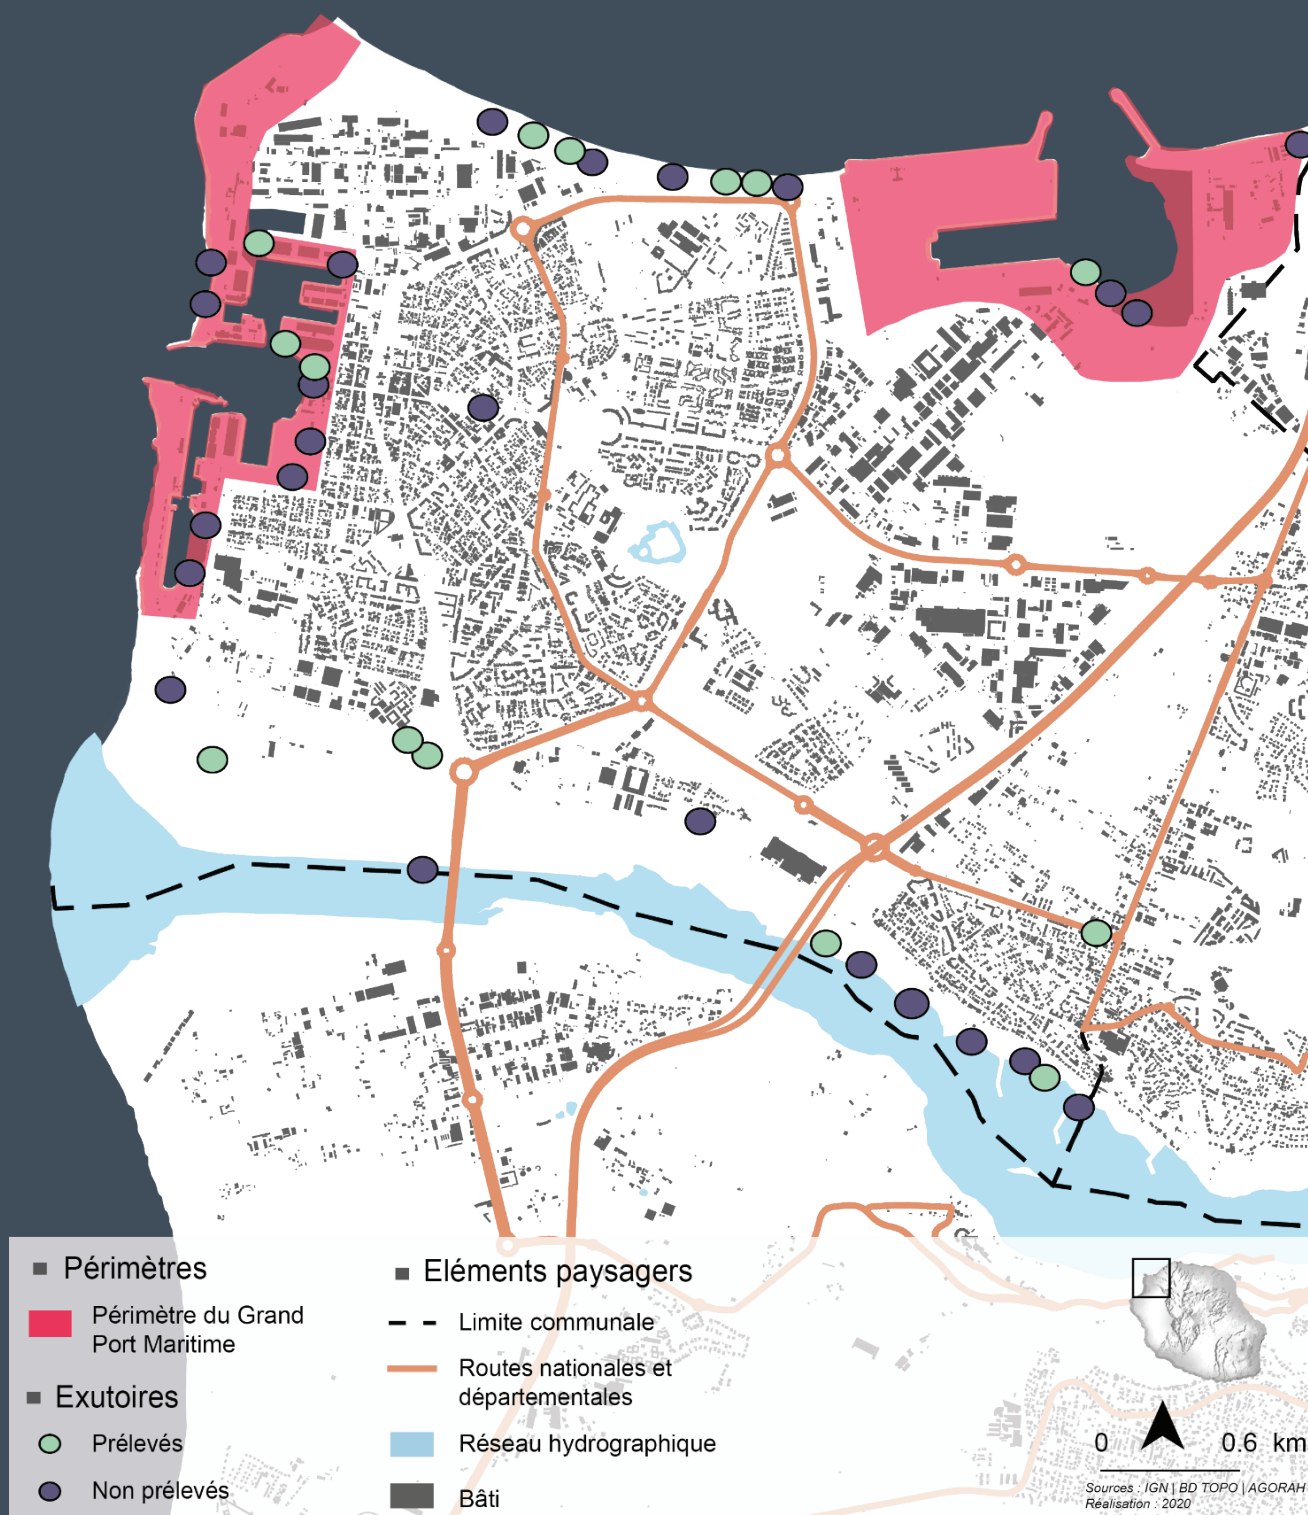 Périmètres
Périmètre du Grand
Port Maritime
Exutoires
Prélevés
Non prélevés
Eléments paysagers
Limite communale
Routes nationales et
départementales
Réseau hydrographique
Bâti
0 0.6 km
Sources : IGN | BD TOPO | AGORAH
Réalisation : 2020